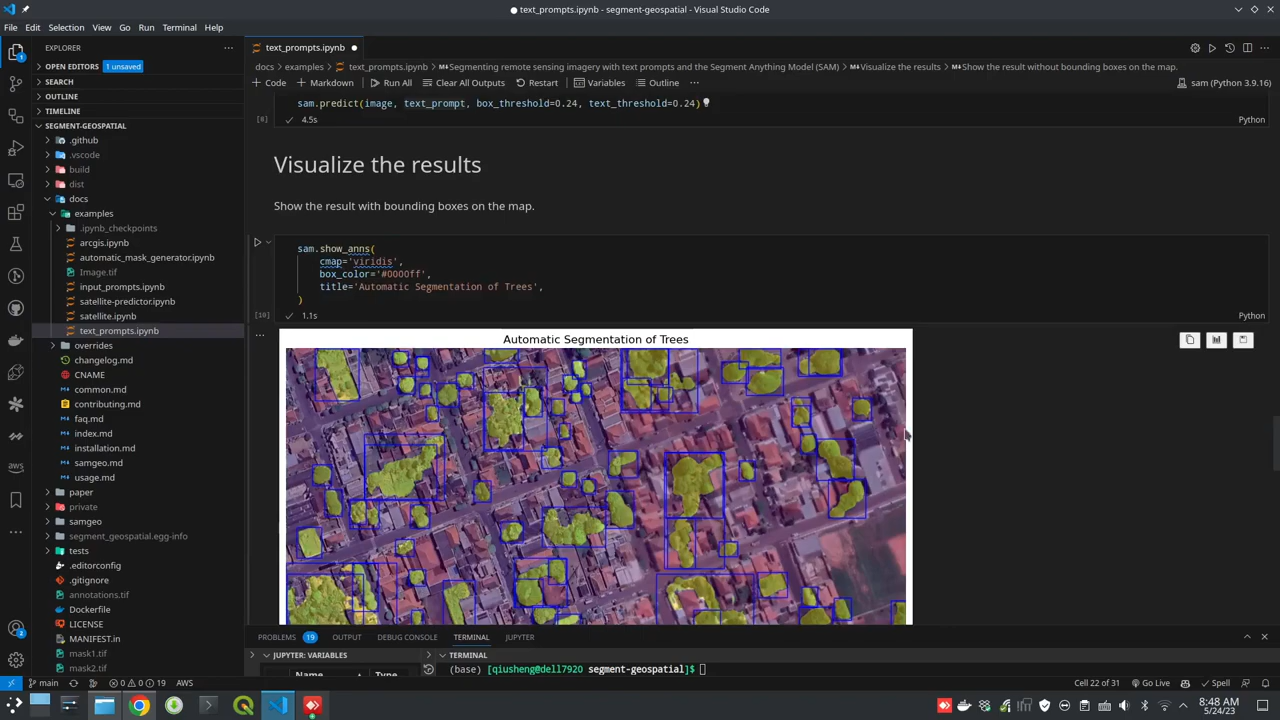 text_prompts.ipynb - segment-geospatial - Visual Studio Code
File Edit Selection View Go Run Terminal Help
EXPLORER
text_prompts.ipynb
OPEN EDITORS 1 unsaved
docs > examples > text_prompts.ipynb > Segmenting remote sensing imagery with text prompts and the Segment Anything Model (SAM) > Visualize the results > Show the result without bounding boxes on the map.
SEARCH
+ Code + Markdown Run All Clear All Outputs Restart Variables Outline sam (Python 3.9.16)
OUTLINE
sam.predict(image, text_prompt, box_threshold=0.24, text_threshold=0.24)
TIMELINE
[6] 4.5s Python
SEGMENT-GEOSPATIAL
.github
.vscode
build
dist
docs
examples
.ipynb_checkpoints
arcgis.ipynb
automatic_mask_generator.ipynb
Image.tif
input_prompts.ipynb
satellite-predictor.ipynb
satellite.ipynb
text_prompts.ipynb
overrides
changelog.md
CNAME
common.md
contributing.md
faq.md
index.md
installation.md
samgeo.md
usage.md
paper
private
samgeo
segment_geospatial.egg-info
tests
.editorconfig
.gitignore
annotations.tif
Dockerfile
LICENSE
MANIFEST.in
mask1.tif
mask2.tif
aws
Visualize the results
Show the result with bounding boxes on the map.
sam.show_anns(
cmap='viridis',
box_color='#0000ff',
title='Automatic Segmentation of Trees',
)
[10] 1.1s Python
Automatic Segmentation of Trees
PROBLEMS 19 OUTPUT DEBUG CONSOLE TERMINAL JUPYTER
JUPYTER: VARIABLES
TERMINAL
Name Type
(base) [qiusheng@dell7920 segment-geospatial]$
main 0 0 19 AWS Cell 22 of 31 Go Live Spell
8:48 AM
5/24/23